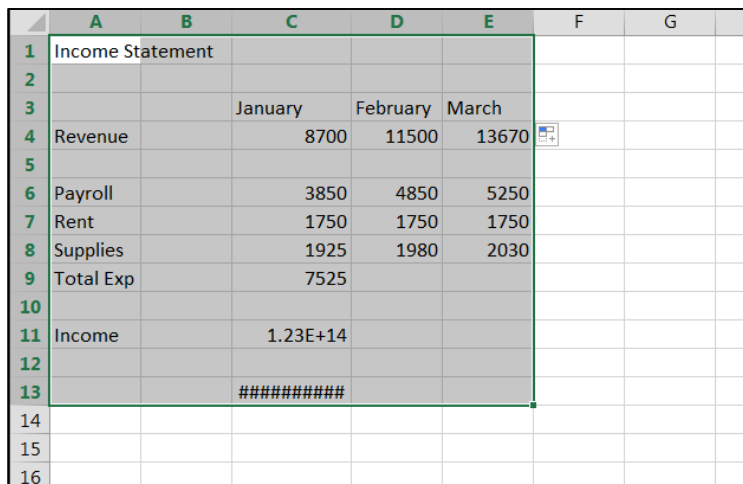 A B C D E F G
1 Income Statement
2
3 January February March
4 Revenue 8700 11500 13670
5
6 Payroll 3850 4850 5250
7 Rent 1750 1750 1750
8 Supplies 1925 1980 2030
9 Total Exp 7525
10
11 Income 1.23E+14
12
13 ##########
14
15
16